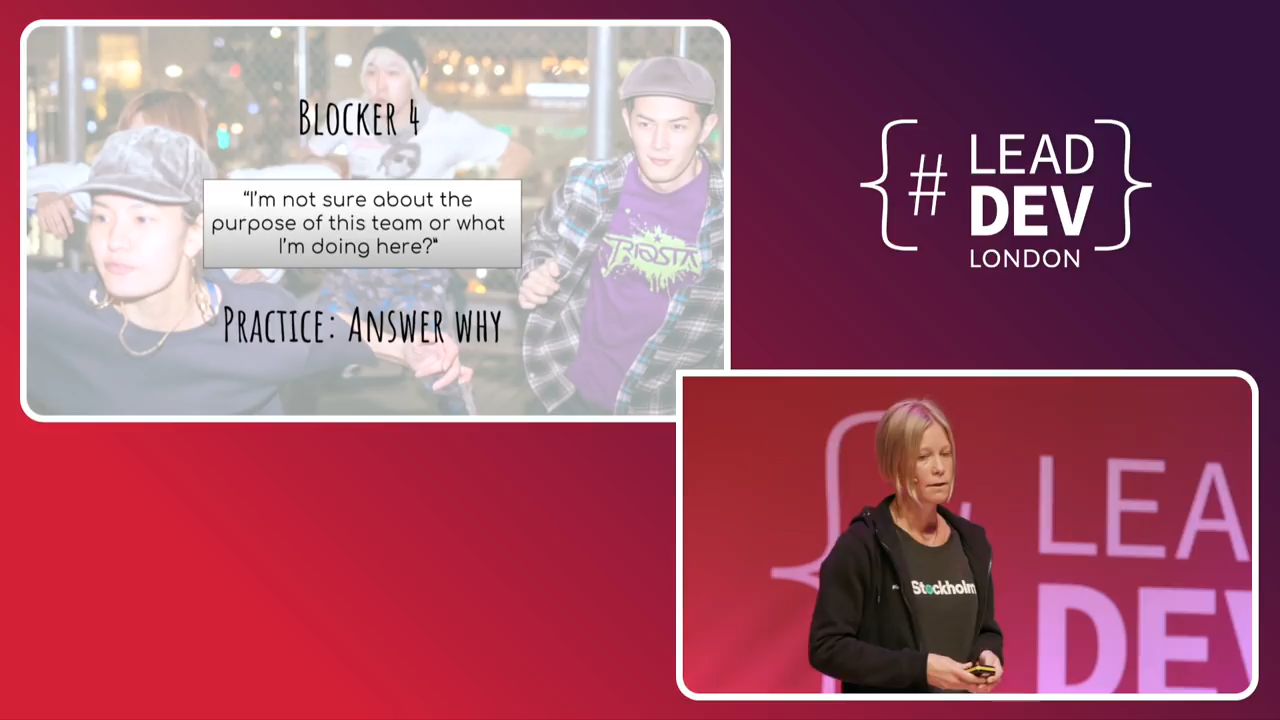 BLOCKER 4
“I’m not sure about the
purpose of this team or what
I’m doing here?”
PRACTICE: ANSWER WHY
RIQSTA
# LEAD
DEV
LONDON
LEA
DEV
Stockholm